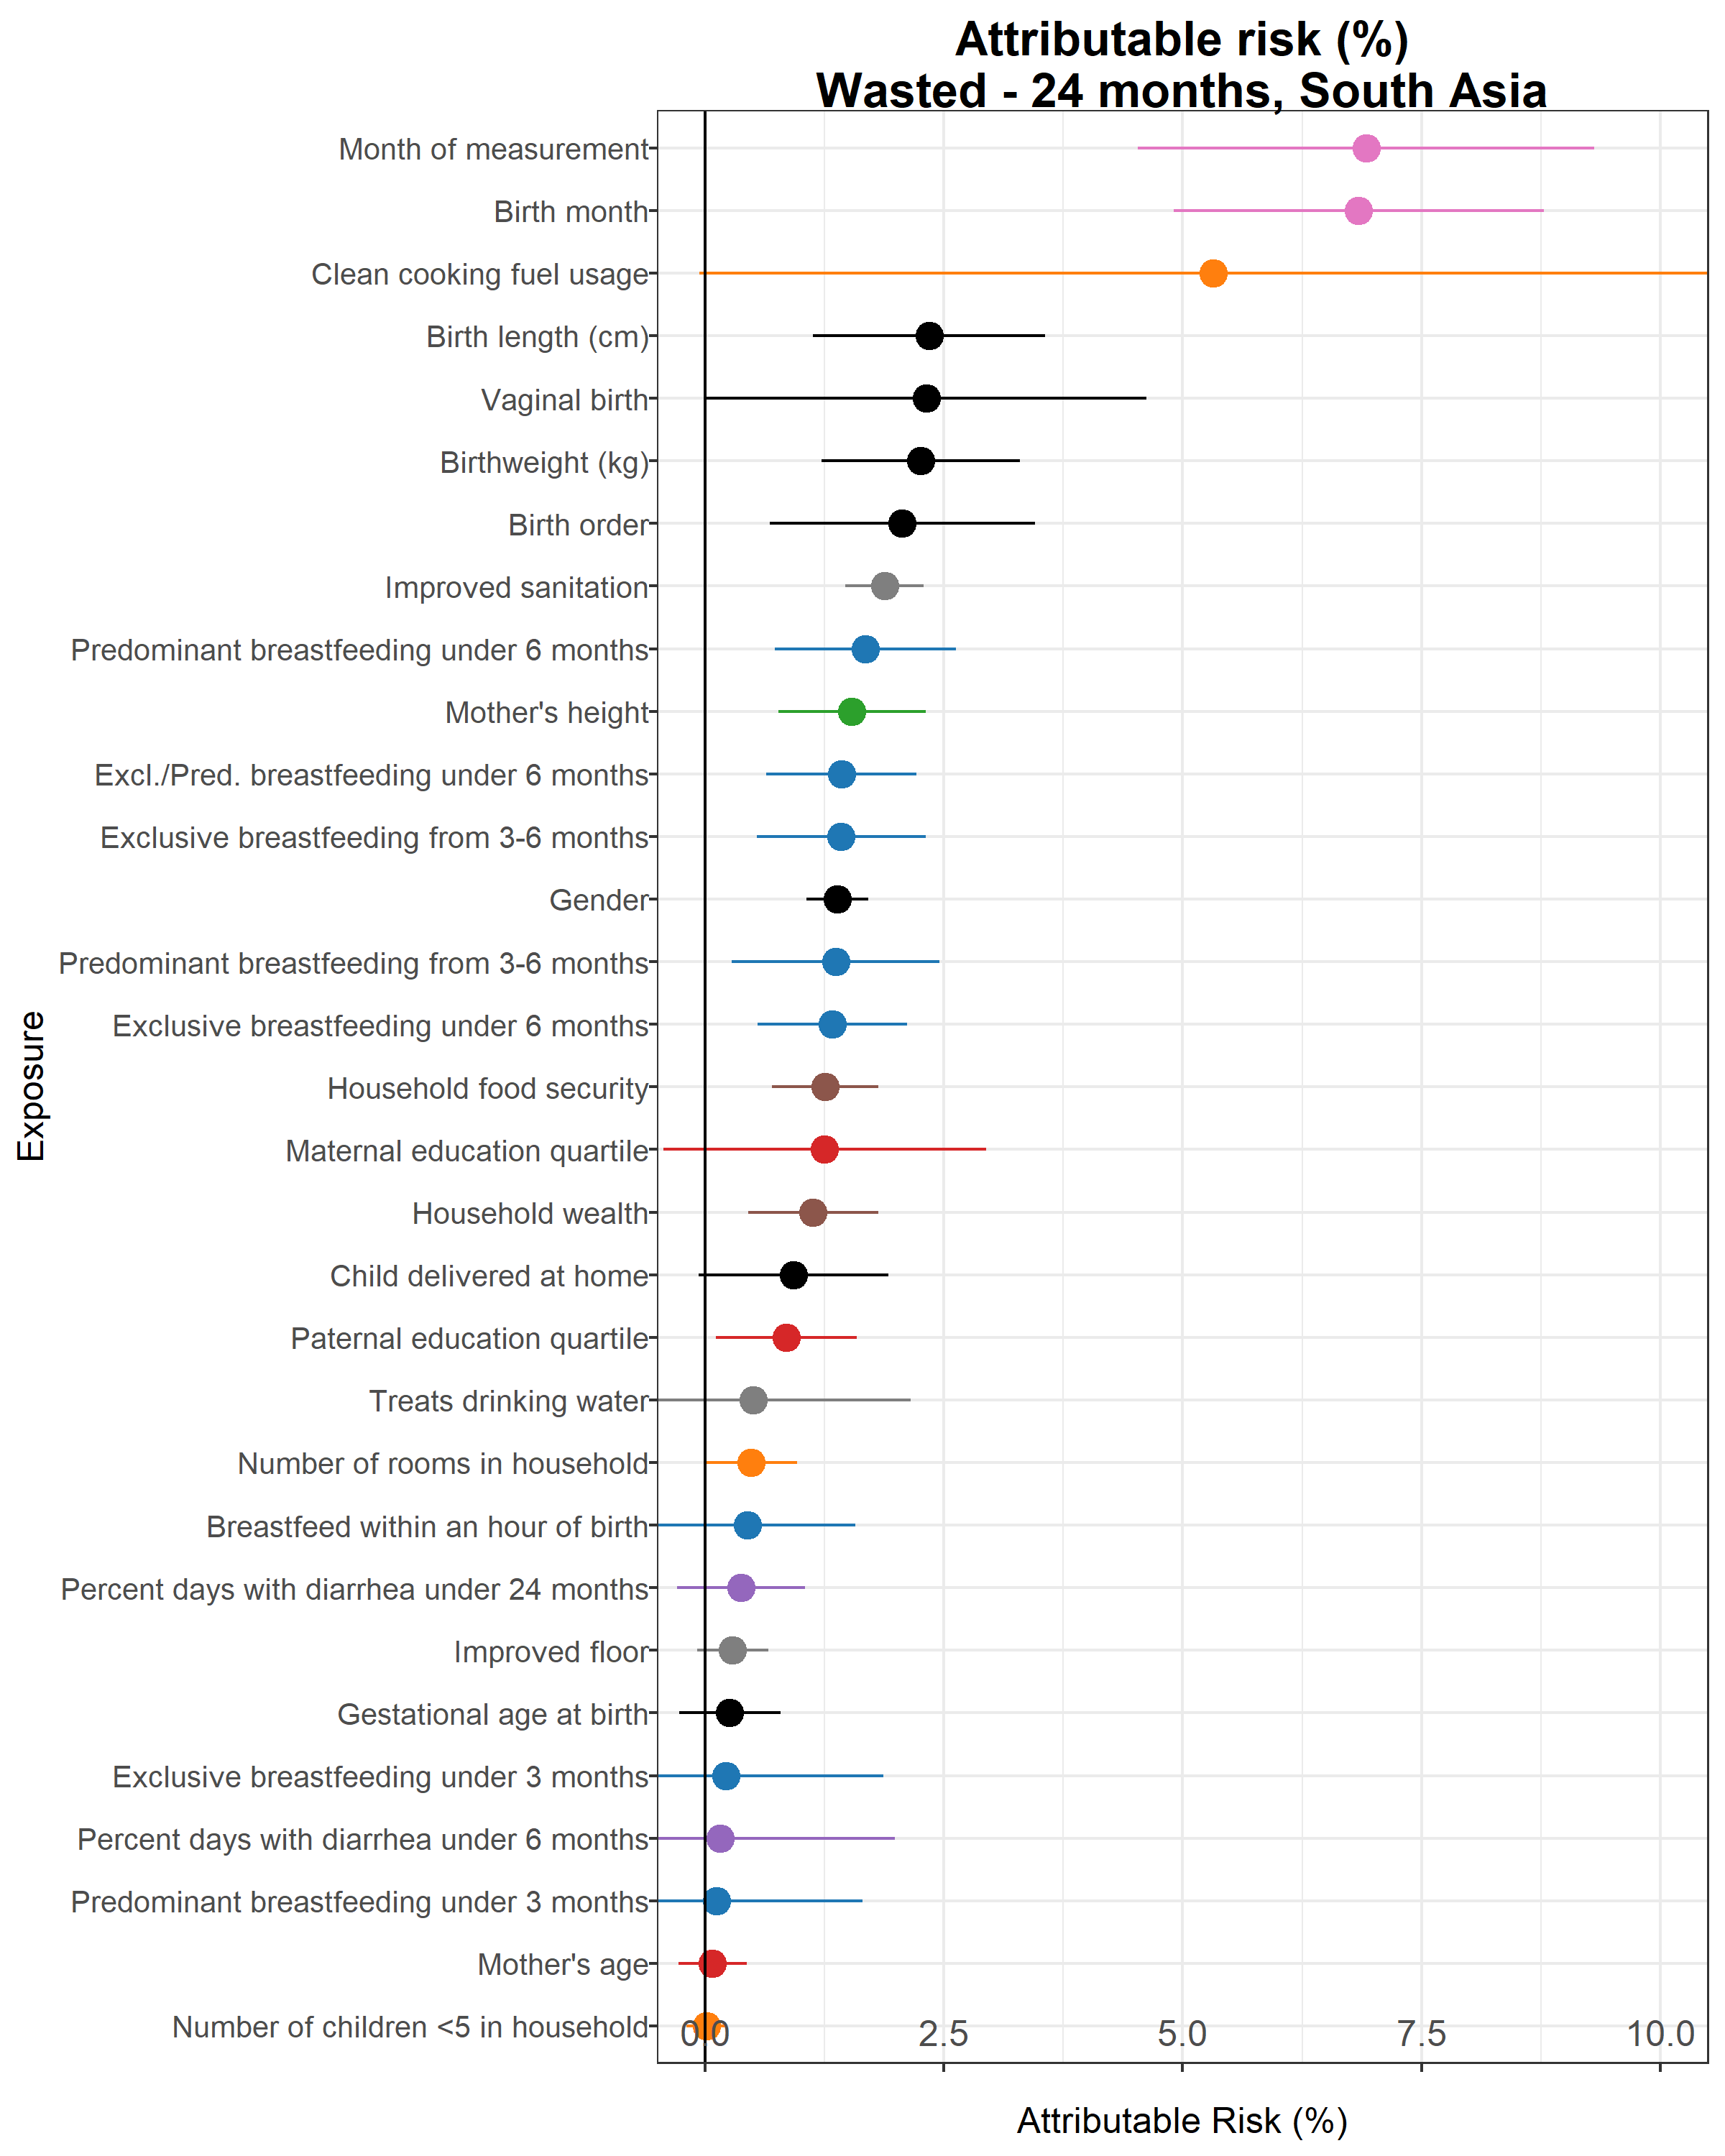 Attributable risk (%)
Wasted - 24 months, South Asia
Month of measurement
Birth month
Clean cooking fuel usage
Birth length (cm)
Vaginal birth
Birthweight (kg)
Birth order
Improved sanitation
Predominant breastfeeding under 6 months
Mother's height
Excl./Pred. breastfeeding under 6 months
Exclusive breastfeeding from 3-6 months
Gender
Predominant breastfeeding from 3-6 months
Exclusive breastfeeding under 6 months
Household food security
Maternal education quartile
Household wealth
Child delivered at home
Paternal education quartile
Treats drinking water
Number of rooms in household
Breastfeed within an hour of birth
Percent days with diarrhea under 24 months
Improved floor
Gestational age at birth
Exclusive breastfeeding under 3 months
Percent days with diarrhea under 6 months
Predominant breastfeeding under 3 months
Mother's age
Number of children <5 in household
Exposure
0.0 2.5 5.0 7.5 10.0
Attributable Risk (%)